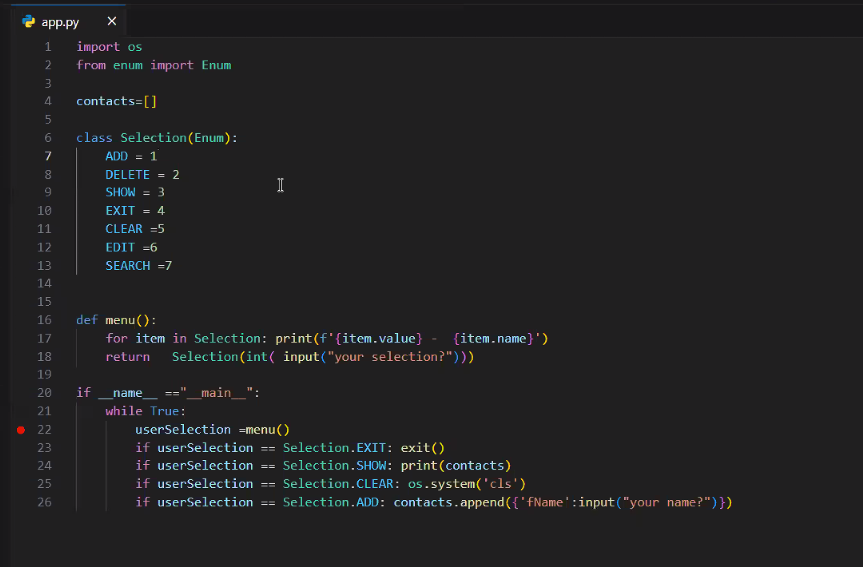 app.py
1 import os
2 from enum import Enum
3
4 contacts=[]
5
6 class Selection(Enum):
7     ADD = 1
8     DELETE = 2
9     SHOW = 3
10     EXIT = 4
11     CLEAR =5
12     EDIT =6
13     SEARCH =7
14
15
16 def menu():
17     for item in Selection: print(f'{item.value} -  {item.name}')
18     return   Selection(int( input("your selection?")))
19
20 if __name__ =="__main__":
21     while True:
22         userSelection =menu()
23         if userSelection == Selection.EXIT: exit()
24         if userSelection == Selection.SHOW: print(contacts)
25         if userSelection == Selection.CLEAR: os.system('cls')
26         if userSelection == Selection.ADD: contacts.append({'fName':input("your name?")})